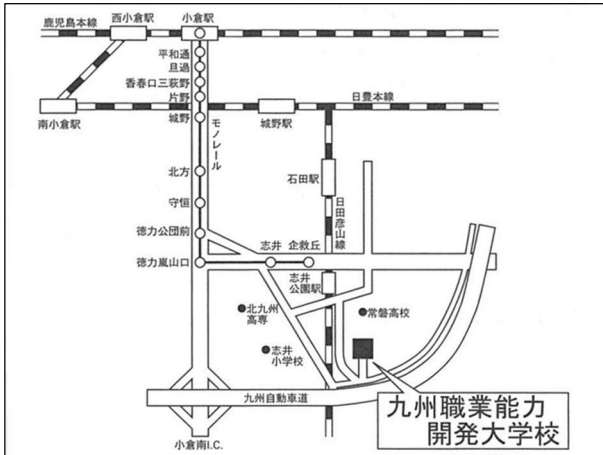 鹿児島本線
西小倉駅
小倉駅
平和通
旦過
香春口三萩野
片野
日豊本線
南小倉駅
城野
モノレール
城野駅
北方
石田駅
守恒
日田彦山線
徳力公団前
志井
企救丘
徳力嵐山口
志井
公園駅
北九州
高専
常磐高校
志井
小学校
九州自動車道
九州職業能力
開発大学校
小倉南I.C.